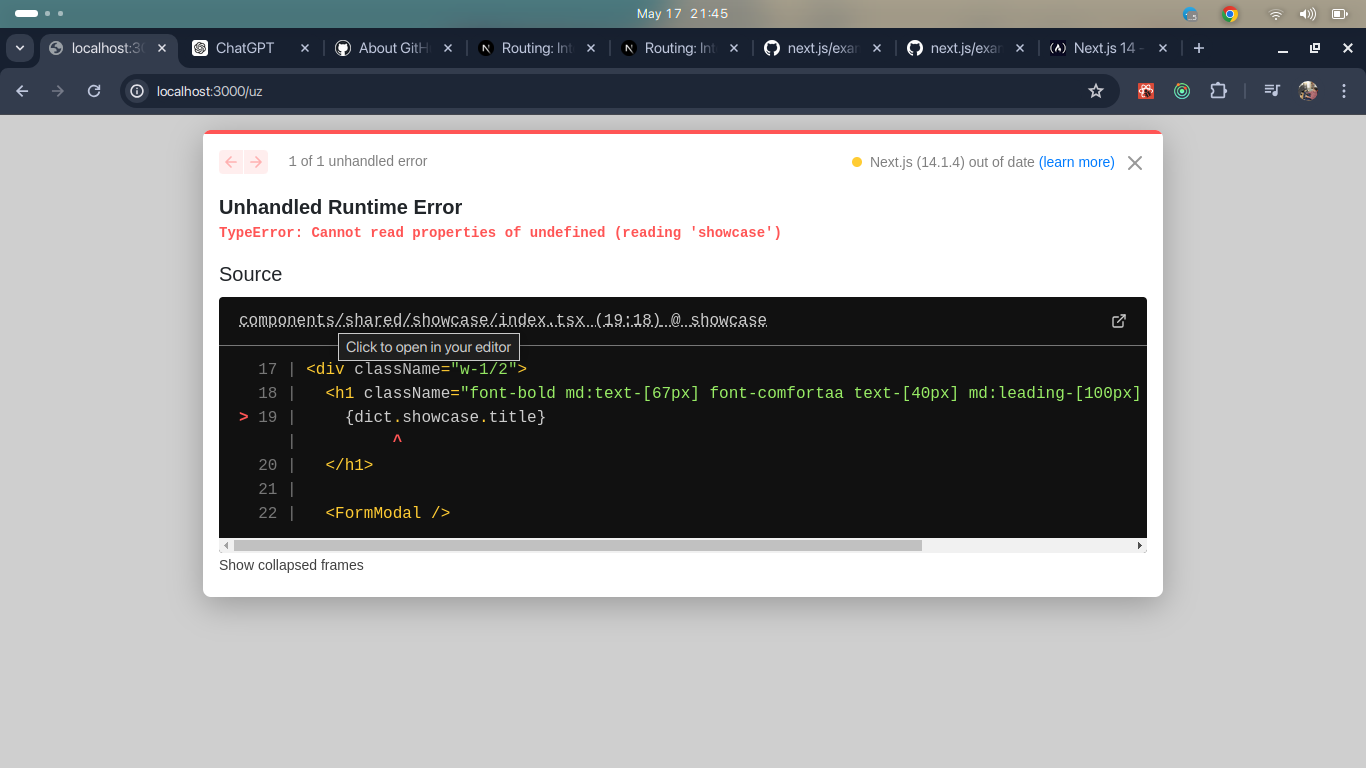 May 17 21:45
localhost:30
ChatGPT
About GitH
Routing: Int
Routing: Int
next.js/exam
next.js/exam
Next.js 14 -
localhost:3000/uz
1 of 1 unhandled error
Next.js (14.1.4) out of date (learn more)
Unhandled Runtime Error
TypeError: Cannot read properties of undefined (reading 'showcase')
Source
components/shared/showcase/index.tsx (19:18) @ showcase
Click to open in your editor
17 | <div className="w-1/2">
18 |   <h1 className="font-bold md:text-[67px] font-comfortaa text-[40px] md:leading-[100px]
> 19 |     {dict.showcase.title}
|          ^
20 |   </h1>
21 |
22 |   <FormModal />
Show collapsed frames